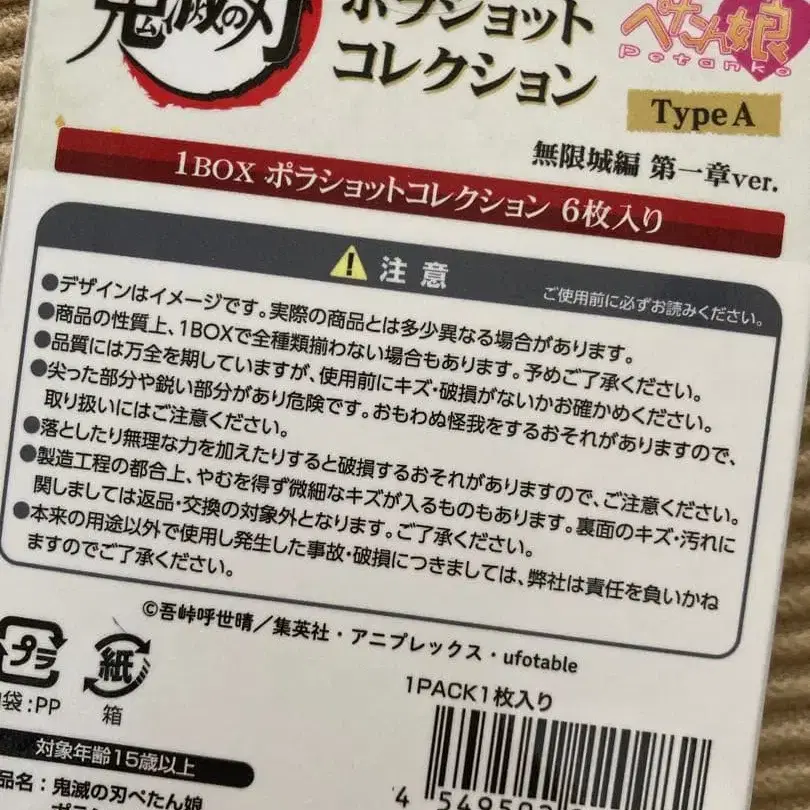 鬼滅の刃
ポラショット
コレクション
ぺたん娘
Petanko
Type A
無限城編 第一章ver.
1BOX ポラショットコレクション 6枚入り
注意
ご使用前に必ずお読みください。
●デザインはイメージです。実際の商品とは多少異なる場合があります。
●商品の性質上、1BOXで全種類揃わない場合もあります。予めご了承ください。
●品質には万全を期していますが、使用前にキズ・破損がないかお確かめください。
●尖った部分や鋭い部分があり危険です。おもわぬ怪我をするおそれがありますので、
取り扱いにはご注意ください。
●落としたり無理な力を加えたりすると破損するおそれがありますので、ご注意ください。
●製造工程の都合上、やむを得ず微細なキズが入るものもあります。裏面のキズ・汚れに
関しましては返品・交換の対象外となります。ご了承ください。
●本来の用途以外で使用し発生した事故・破損につきましては、弊社は責任を負いかね
ますのでご了承ください。
©吾峠呼世晴／集英社・アニプレックス・ufotable
プラ
紙
袋:PP
箱
1PACK1枚入り
対象年齢15歳以上
品名：鬼滅の刃ぺたん娘
4 549502